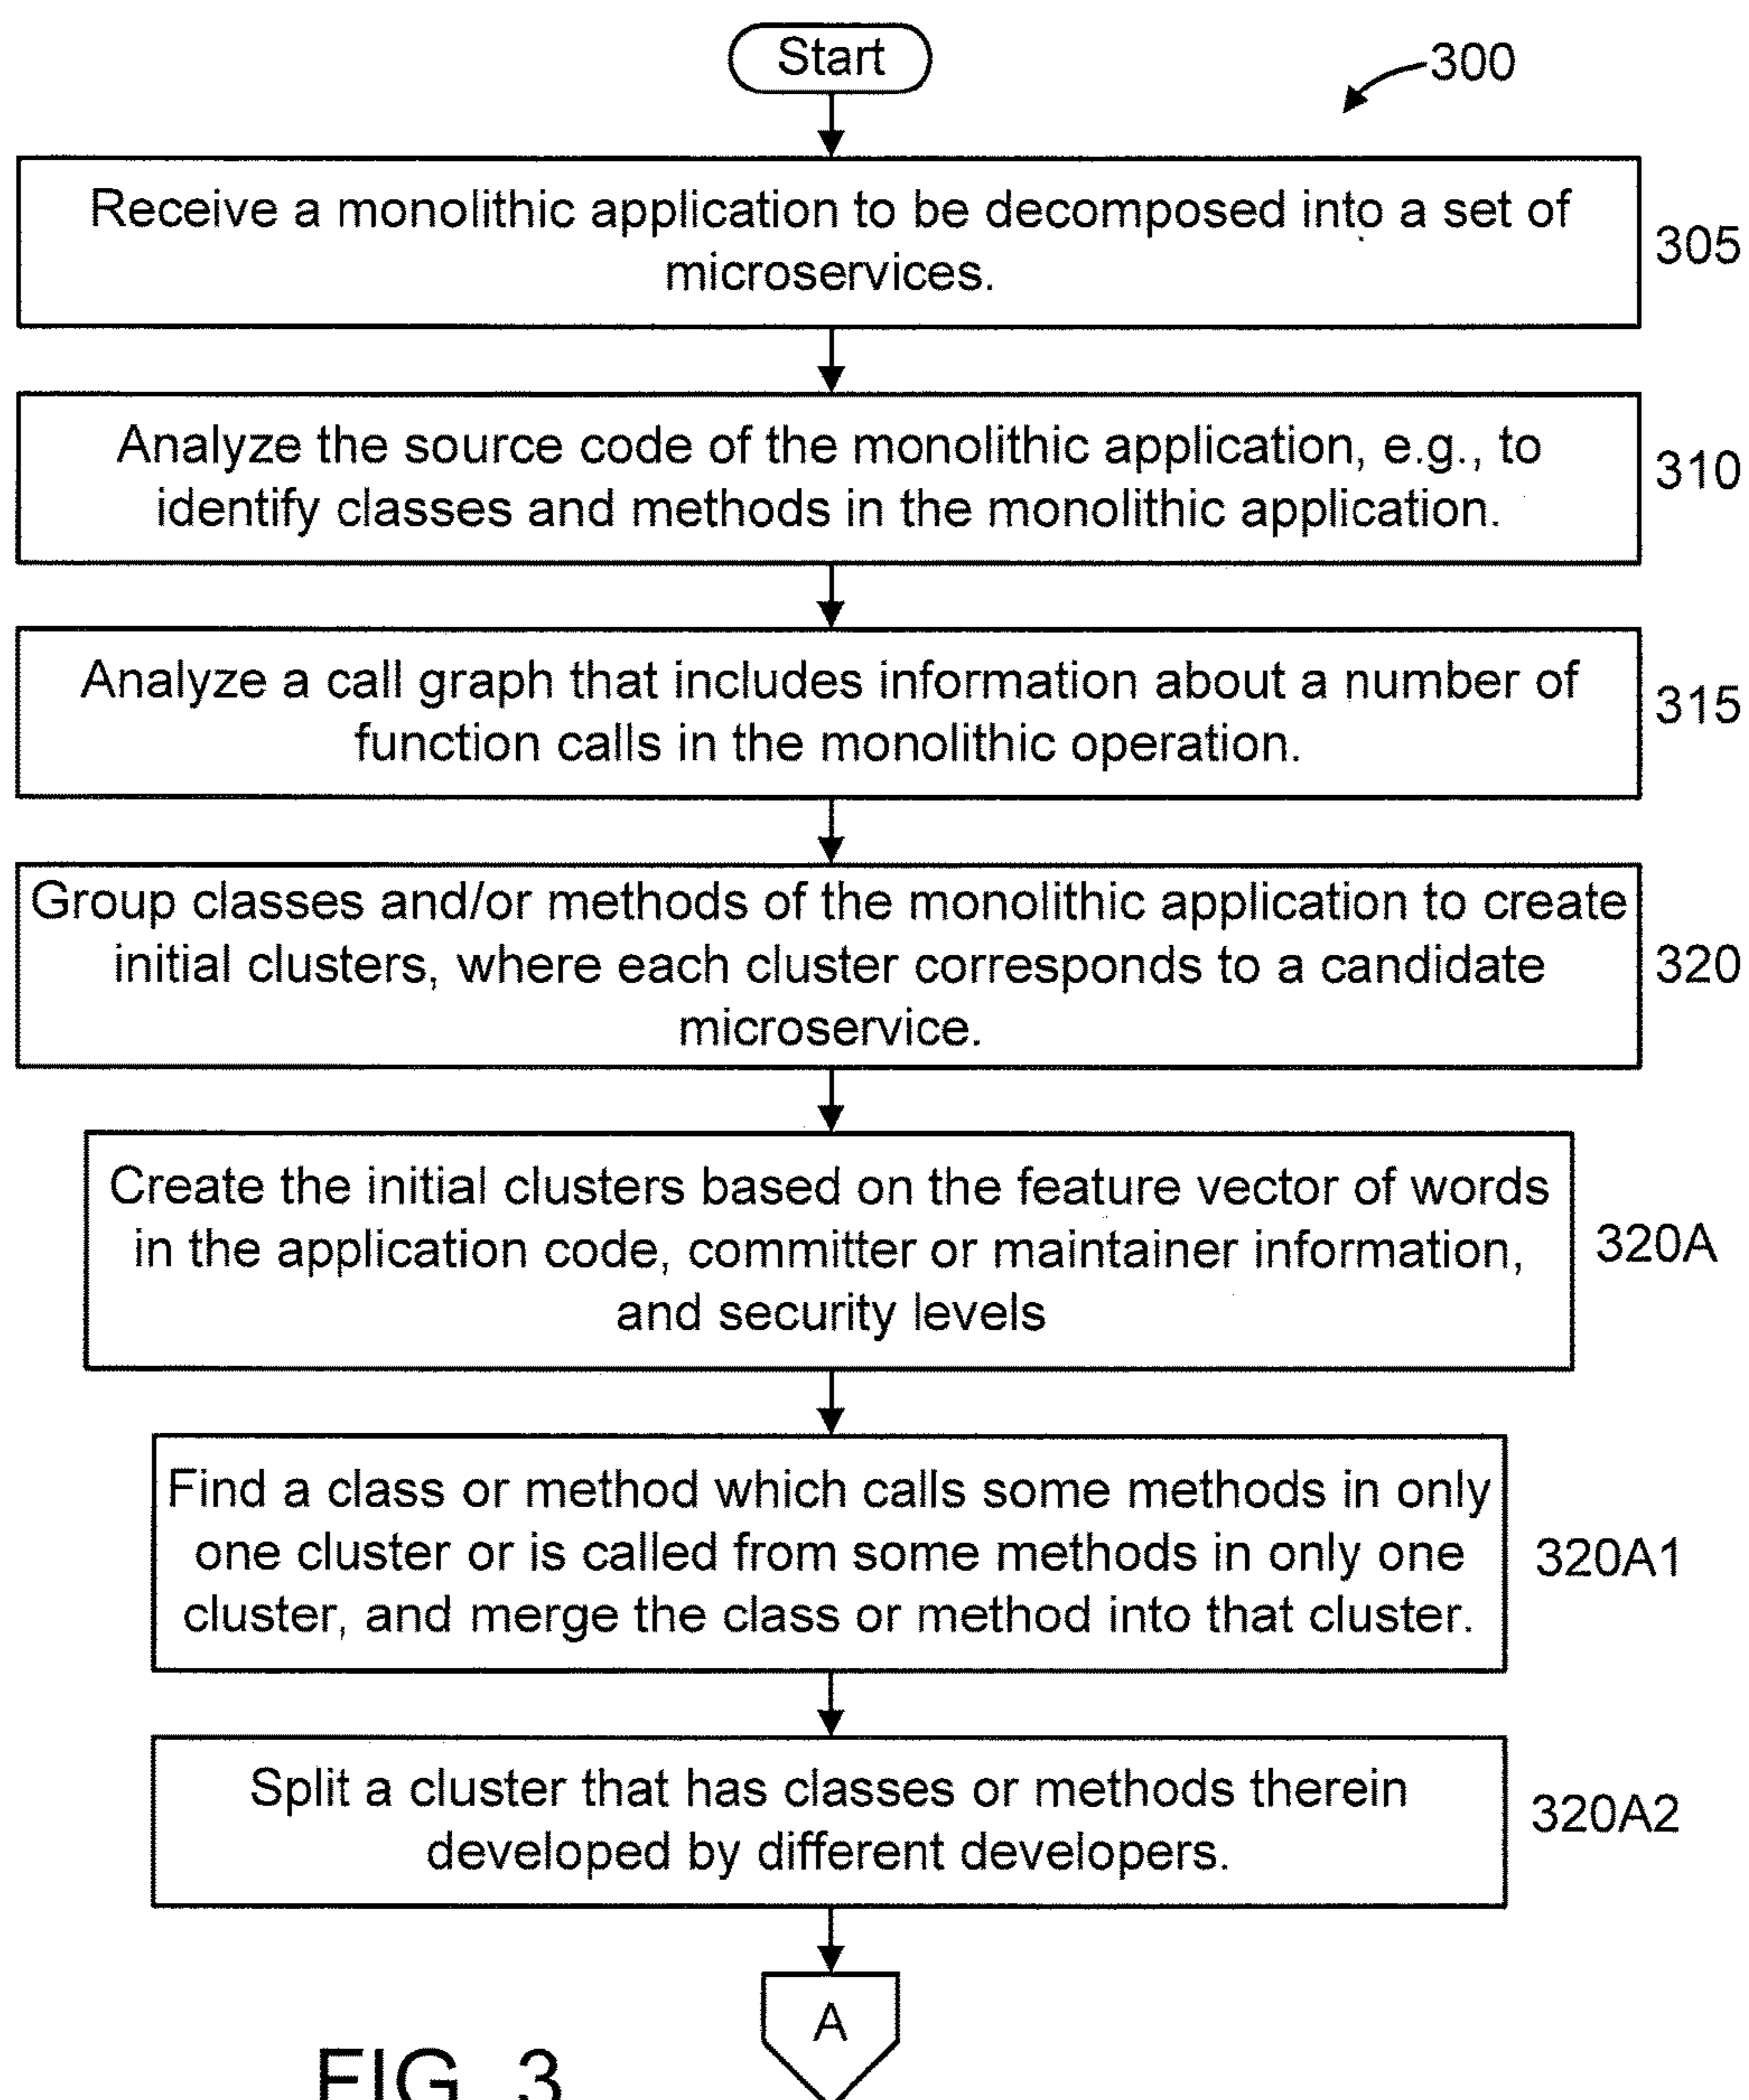 Start
300
Receive a monolithic application to be decomposed into a set of
microservices.
305
Analyze the source code of the monolithic application, e.g., to
identify classes and methods in the monolithic application.
310
Analyze a call graph that includes information about a number of
function calls in the monolithic operation.
315
Group classes and/or methods of the monolithic application to create
initial clusters, where each cluster corresponds to a candidate
microservice.
320
Create the initial clusters based on the feature vector of words
in the application code, committer or maintainer information,
and security levels
320A
Find a class or method which calls some methods in only
one cluster or is called from some methods in only one
cluster, and merge the class or method into that cluster.
320A1
Split a cluster that has classes or methods therein
developed by different developers.
320A2
A
FIG. 3